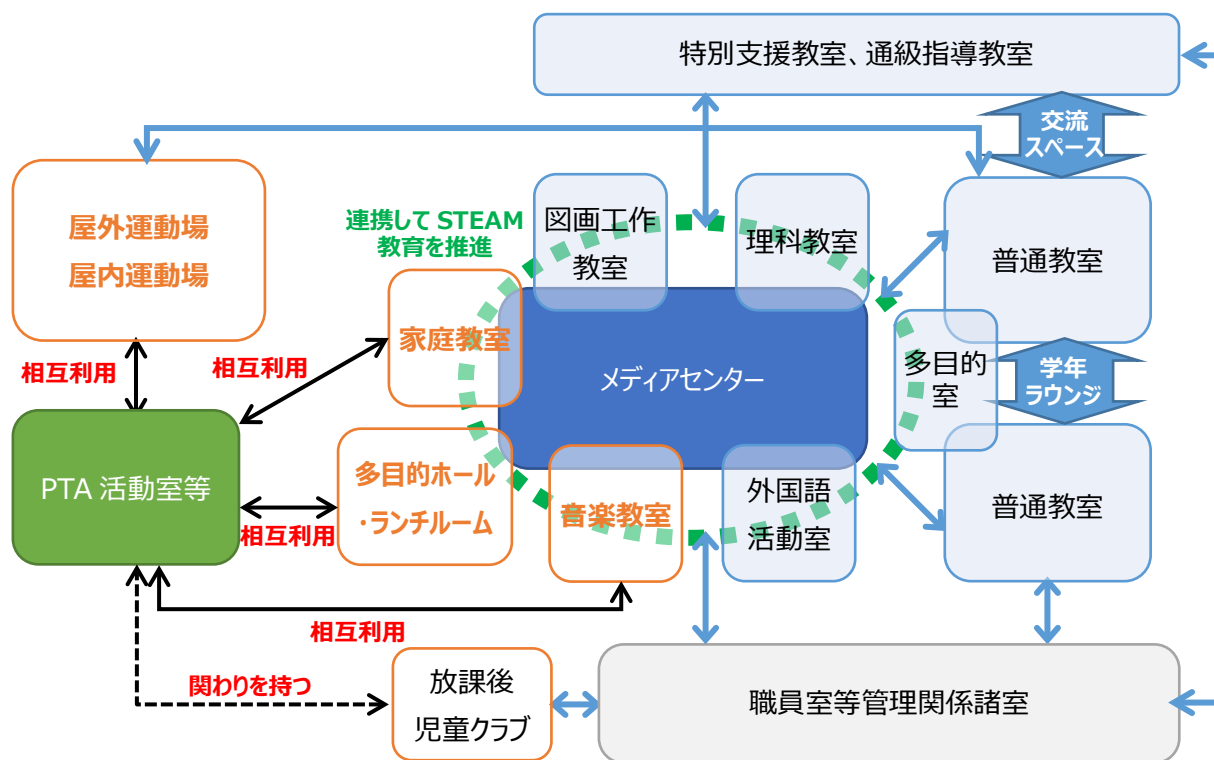 特別支援教室、通級指導教室
交流
スペース
屋外運動場
屋内運動場
連携して STEAM
教育を推進
図画工作
教室
理科教室
普通教室
家庭教室
メディアセンター
多目的
室
学年
ラウンジ
相互利用
相互利用
PTA 活動室等
多目的ホール
・ランチルーム
相互利用
音楽教室
外国語
活動室
普通教室
相互利用
関わりを持つ
放課後
児童クラブ
職員室等管理関係諸室